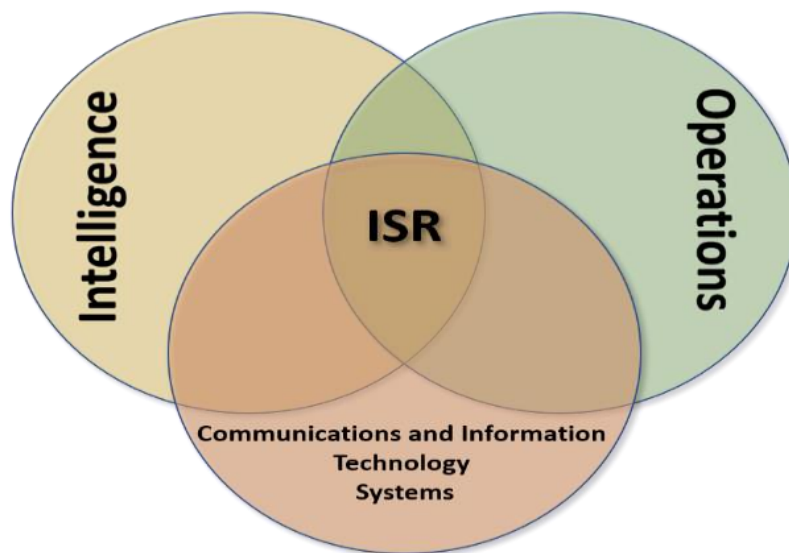 Intelligence
Operations
ISR
Communications and Information
Technology
Systems